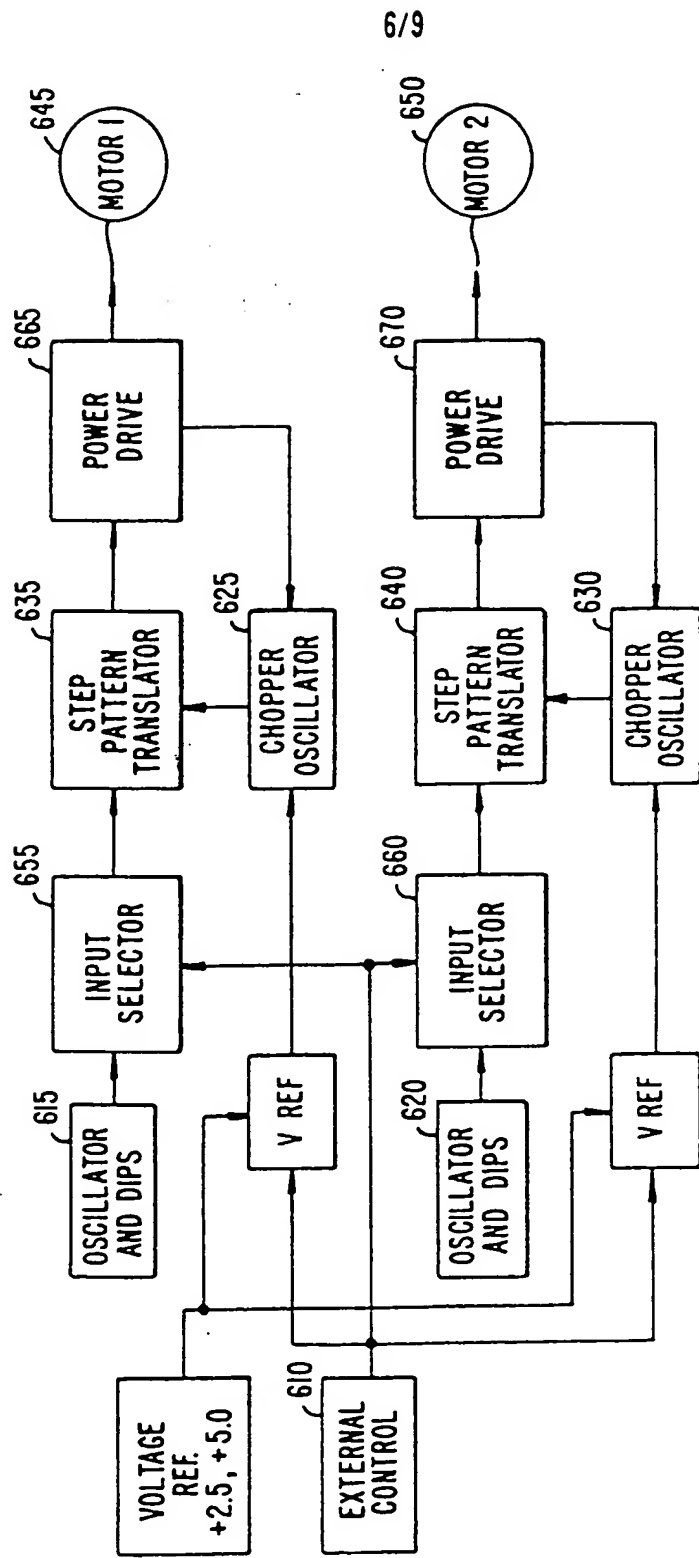 6/9
VOLTAGE
REF.
+2.5, +5.0
610
EXTERNAL
CONTROL
615
OSCILLATOR
AND DIPS
V REF
620
OSCILLATOR
AND DIPS
V REF
655
INPUT
SELECTOR
660
INPUT
SELECTOR
635
STEP
PATTERN
TRANSLATOR
625
CHOPPER
OSCILLATOR
640
STEP
PATTERN
TRANSLATOR
630
CHOPPER
OSCILLATOR
665
POWER
DRIVE
670
POWER
DRIVE
645
MOTOR 1
650
MOTOR 2